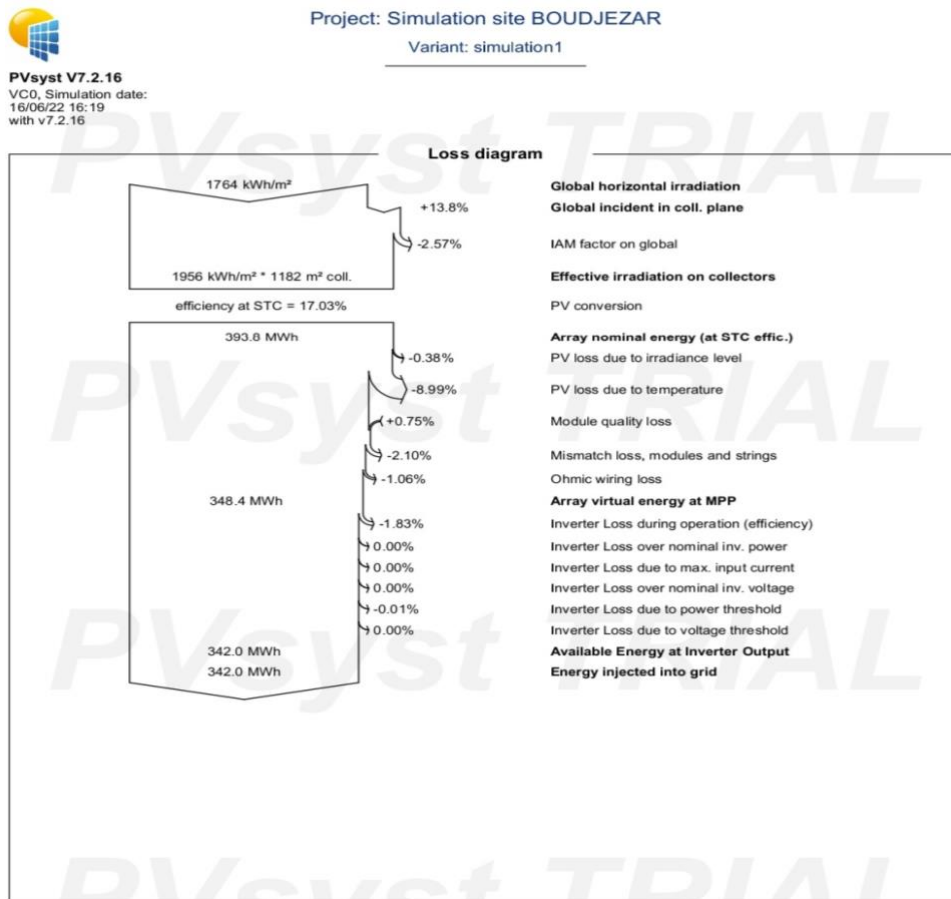 Project: Simulation site BOUDJEZAR
Variant: simulation1
PVsyst V7.2.16
VC0, Simulation date:
16/06/22 16:19
with v7.2.16
PVsyst TRIAL
Loss diagram
1764 kWh/m² Global horizontal irradiation
+13.8% Global incident in coll. plane
-2.57% IAM factor on global
1956 kWh/m² * 1182 m² coll. Effective irradiation on collectors
efficiency at STC = 17.03% PV conversion
393.8 MWh Array nominal energy (at STC effic.)
-0.38% PV loss due to irradiance level
PVsyst TRIAL
-8.99% PV loss due to temperature
+0.75% Module quality loss
-2.10% Mismatch loss, modules and strings
-1.06% Ohmic wiring loss
348.4 MWh Array virtual energy at MPP
-1.83% Inverter Loss during operation (efficiency)
0.00% Inverter Loss over nominal inv. power
0.00% Inverter Loss due to max. input current
0.00% Inverter Loss over nominal inv. voltage
-0.01% Inverter Loss due to power threshold
0.00% Inverter Loss due to voltage threshold
PVsyst TRIAL
342.0 MWh Available Energy at Inverter Output
342.0 MWh Energy injected into grid
PVsyst TRIAL